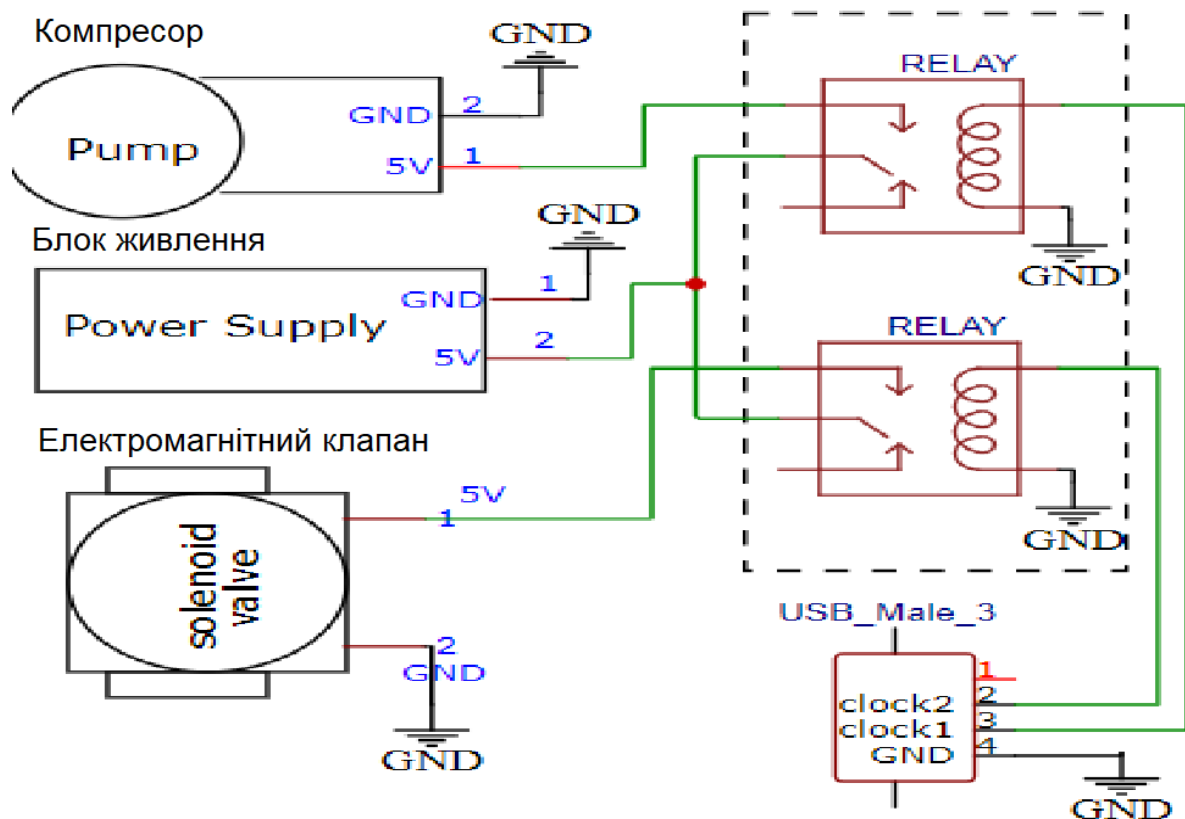 Компресор
GND
RELAY
Pump
GND 2
5V 1
GND
GND
Блок живлення
Power Supply
GND 1
5V 2
RELAY
GND
Електромагнітний клапан
solenoid
valve
5V
1
2
GND
GND
USB_Male_3
1
clock2 2
clock1 3
GND 4
GND